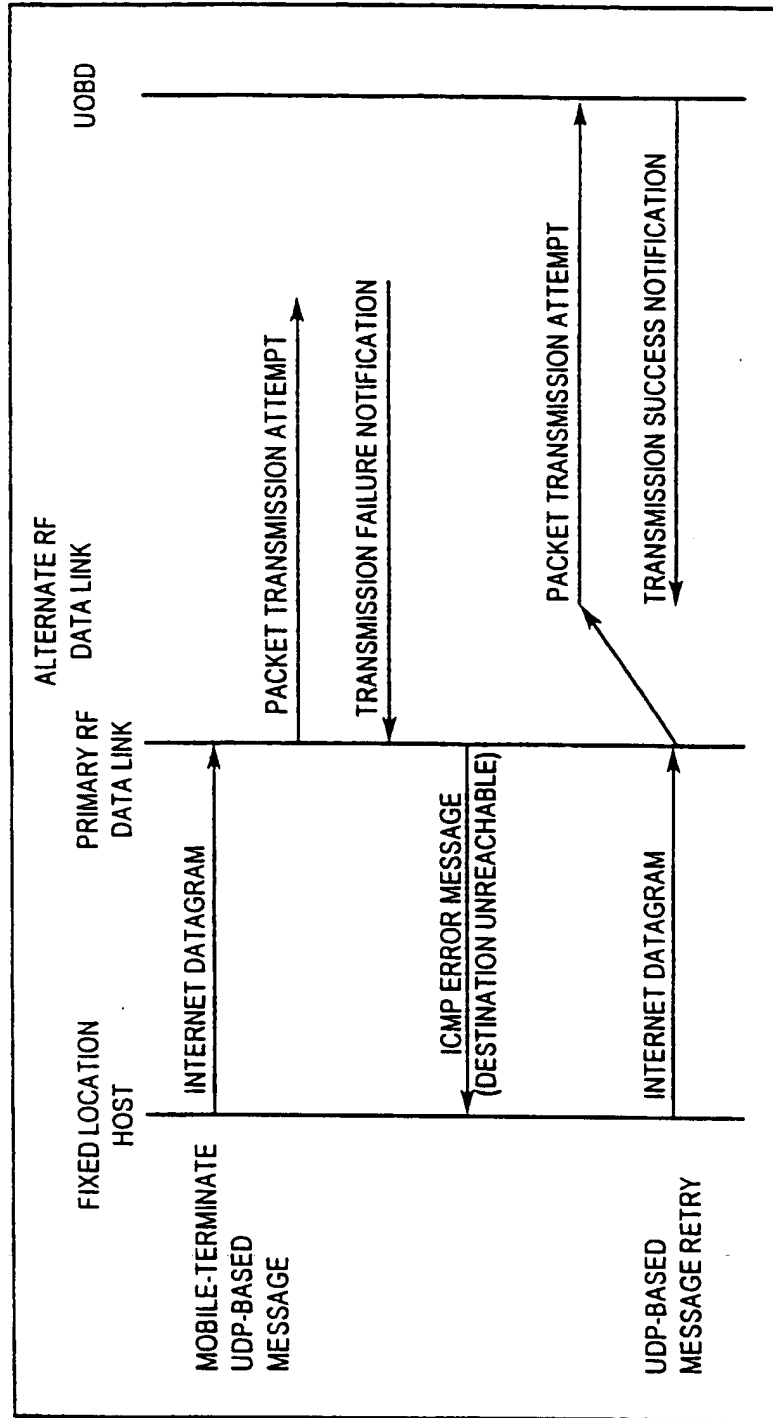 FIXED LOCATION
HOST
PRIMARY RF
DATA LINK
ALTERNATE RF
DATA LINK
UOBD
MOBILE-TERMINATE
UDP-BASED
MESSAGE
INTERNET DATAGRAM
PACKET TRANSMISSION ATTEMPT
TRANSMISSION FAILURE NOTIFICATION
ICMP ERROR MESSAGE
(DESTINATION UNREACHABLE)
UDP-BASED
MESSAGE RETRY
INTERNET DATAGRAM
PACKET TRANSMISSION ATTEMPT
TRANSMISSION SUCCESS NOTIFICATION